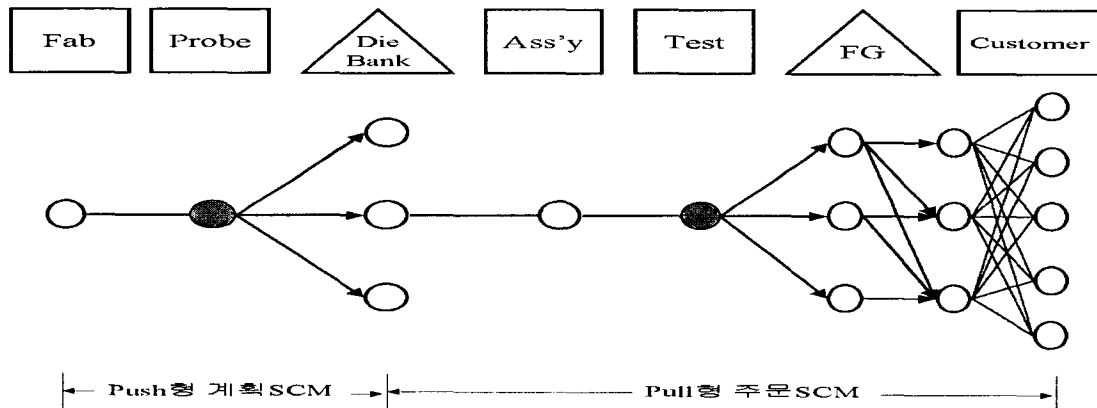 Fab
Probe
Die
Bank
Ass'y
Test
FG
Customer
Push형 계획SCM
Pull형 주문SCM